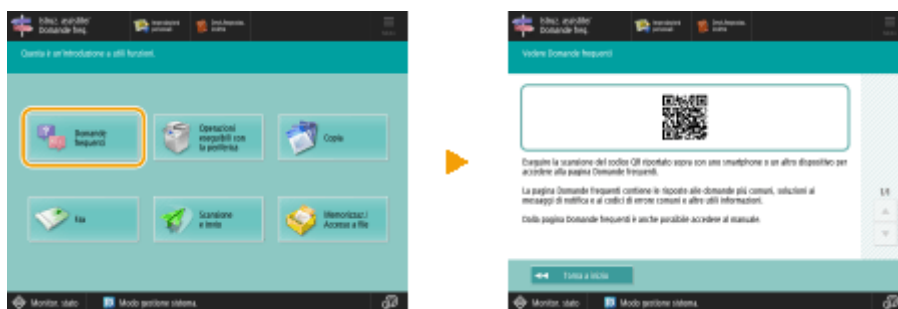 Domande freq.
Questa è un'introduzione a utili funzioni.
Domande
frequenti
Operazioni
eseguibili con
la periferica
Copia
Fax
Scansione
e invio
Memorizzaz./
Accesso a file
Monitor. stato
Modo gestione sistema.
Domande freq.
Vedere Domande frequenti
Eseguire la scansione del codice QR riportato sopra con uno smartphone o un altro dispositivo per
accedere alla pagina Domande frequenti.
La pagina Domande frequenti contiene le risposte alle domande più comuni, soluzioni ai
messaggi di notifica e ai codici di errore comuni e altre utili informazioni.
Dalla pagina Domande frequenti è anche possibile accedere al manuale.
1/1
Torna a inizio
Monitor. stato
Modo gestione sistema.